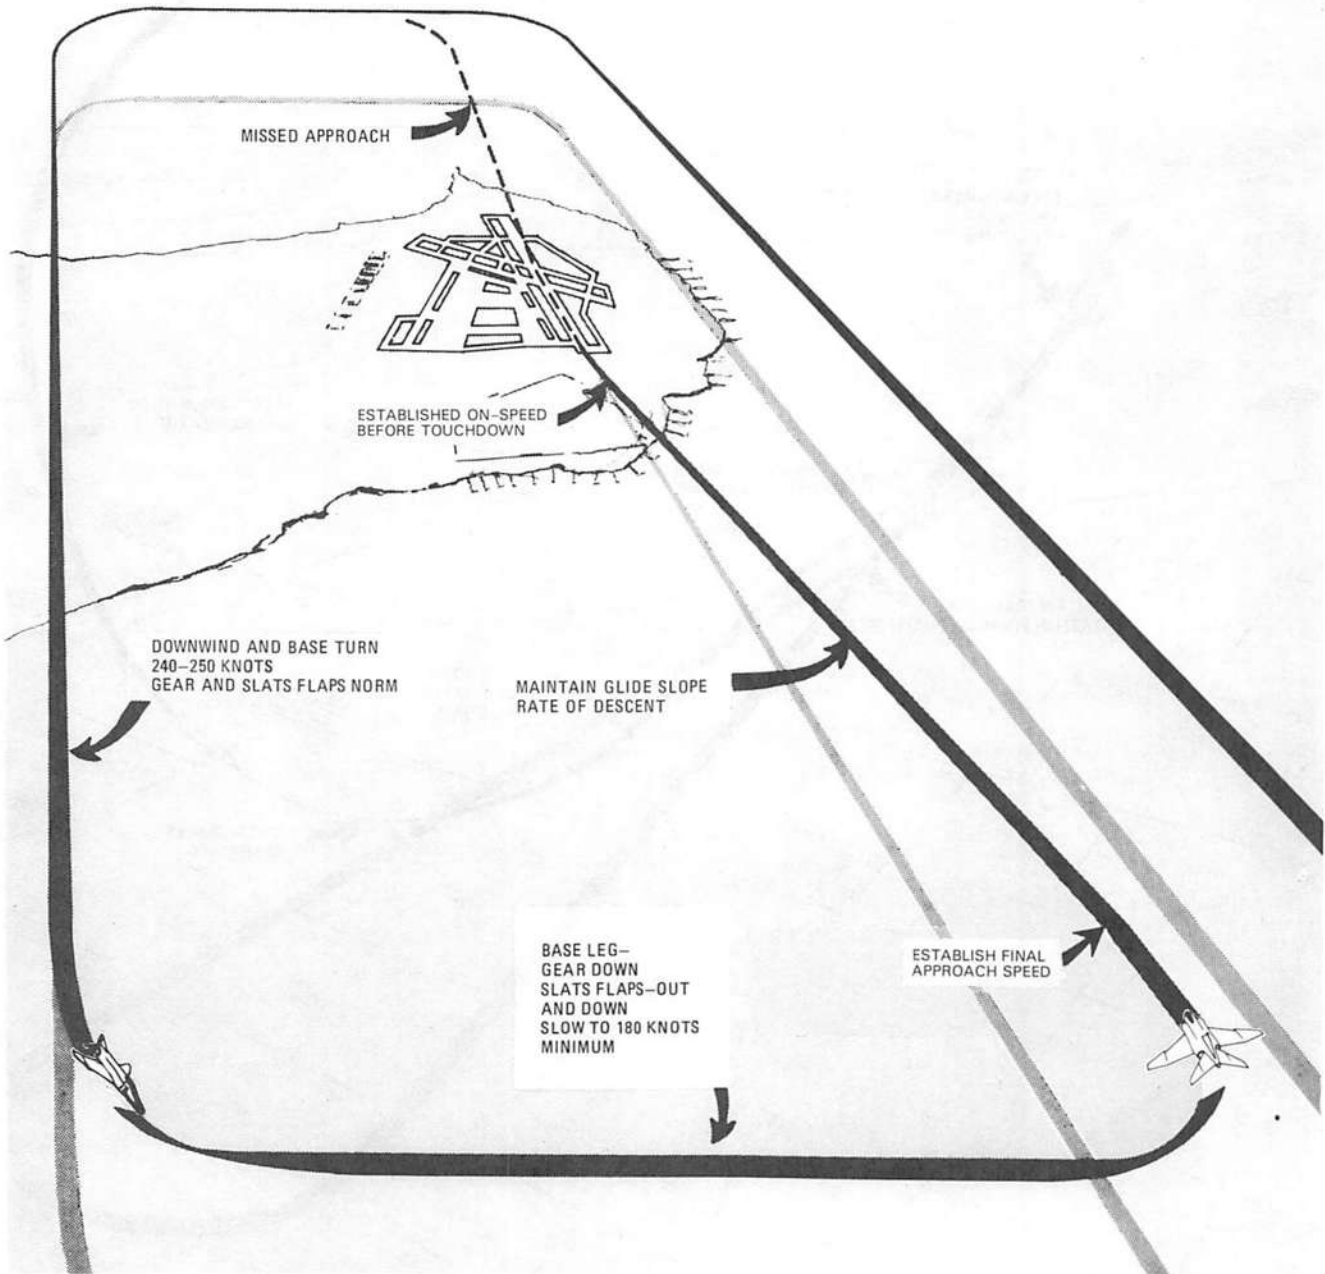 MISSED APPROACH
ESTABLISHED ON-SPEED
BEFORE TOUCHDOWN
DOWNWIND AND BASE TURN
240-250 KNOTS
GEAR AND SLATS FLAPS NORM
MAINTAIN GLIDE SLOPE
RATE OF DESCENT
BASE LEG-
GEAR DOWN
SLATS FLAPS-OUT
AND DOWN
SLOW TO 180 KNOTS
MINIMUM
ESTABLISH FINAL
APPROACH SPEED